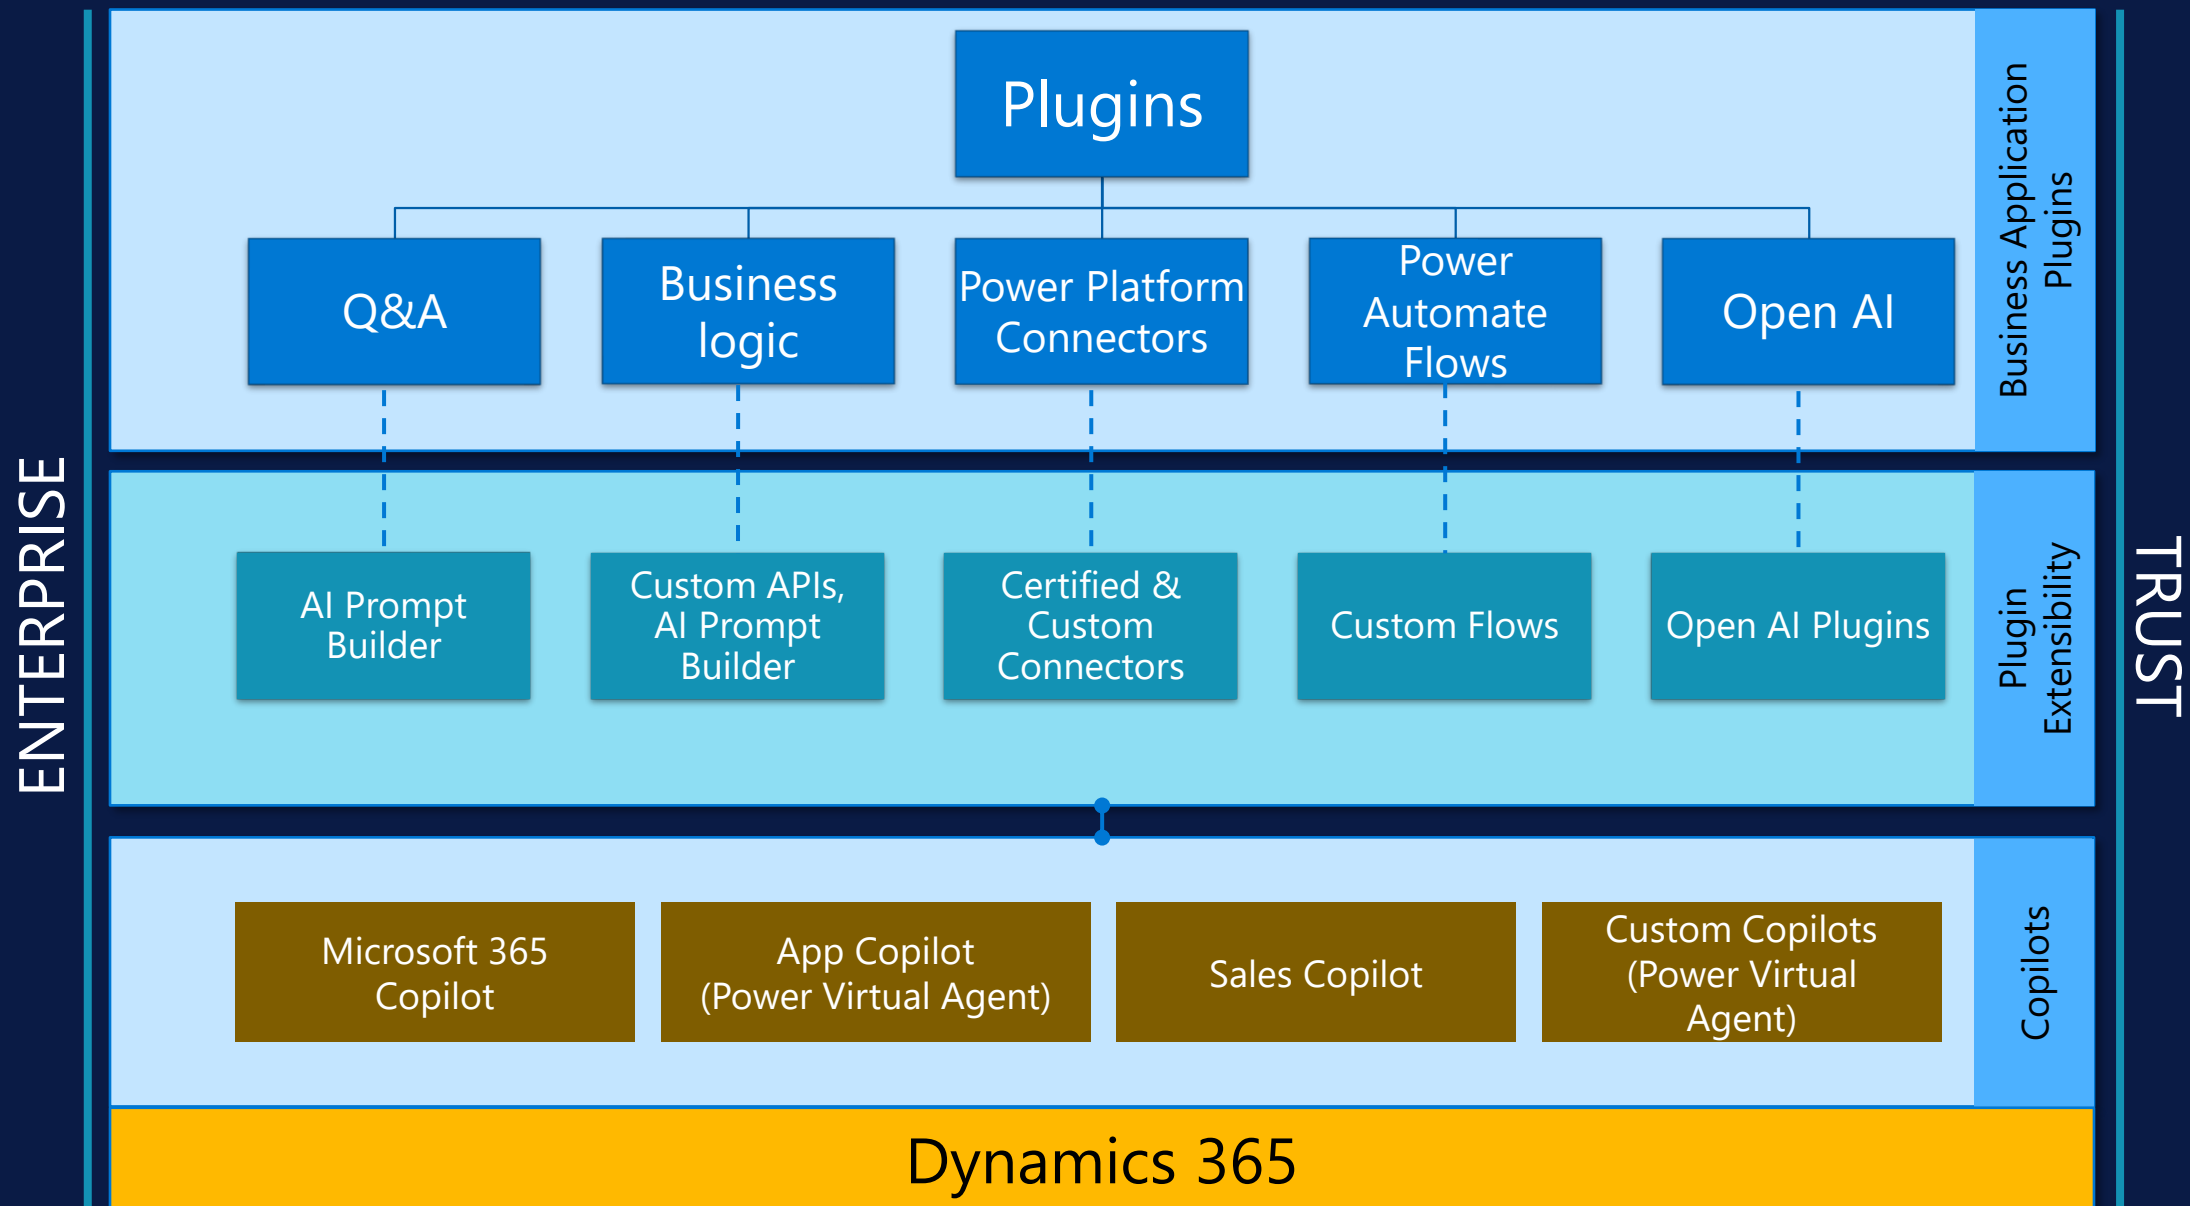 Plugins
Business Application
Plugins
Q&A
Business
logic
Power Platform
Connectors
Power
Automate
Flows
Open AI
ENTERPRISE
TRUST
AI Prompt
Builder
Custom APIs,
AI Prompt
Builder
Certified &
Custom
Connectors
Custom Flows
Open AI Plugins
Plugin
Extensibility
Microsoft 365
Copilot
App Copilot
(Power Virtual Agent)
Sales Copilot
Custom Copilots
(Power Virtual
Agent)
Copilots
Dynamics 365